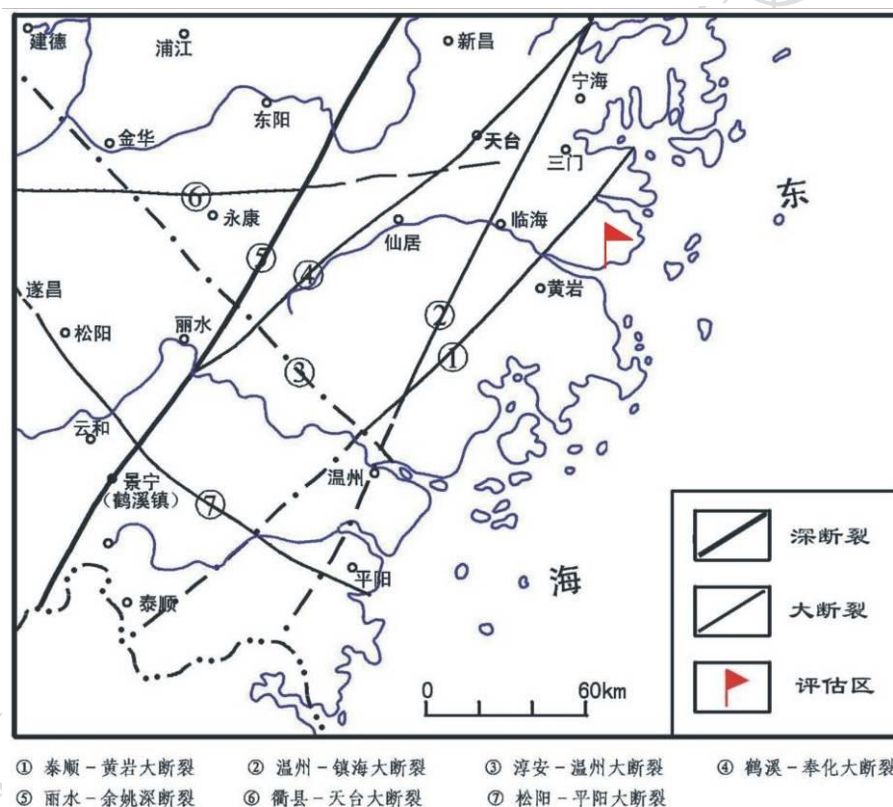 建德
浦江
新昌
宁海
东阳
天台
金华
三门
东
⑥
永康
仙居
临海
⑤
④
遂昌
黄岩
②
丽水
松阳
①
③
云和
温州
景宁
（鹤溪镇）
⑦
深断裂
平阳
海
泰顺
大断裂
0 60km
评估区
① 泰顺－黄岩大断裂 ② 温州－镇海大断裂 ③ 淳安－温州大断裂 ④ 鹤溪－奉化大断裂
⑤ 丽水－余姚深断裂 ⑥ 衢县－天台大断裂 ⑦ 松阳－平阳大断裂